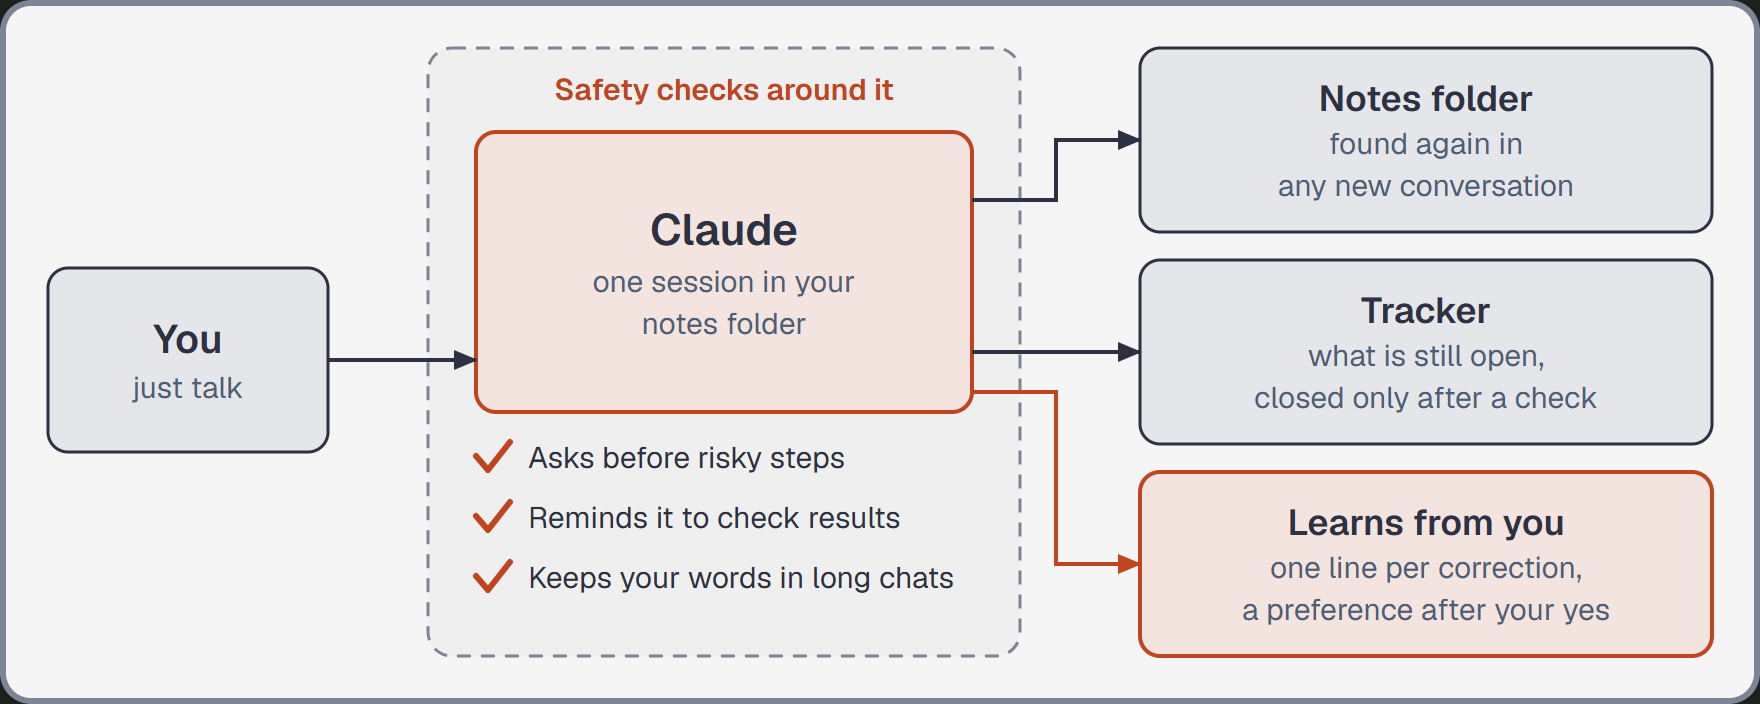 You
just talk
Safety checks around it
Claude
one session in your
notes folder
Asks before risky steps
Reminds it to check results
Keeps your words in long chats
Notes folder
found again in
any new conversation
Tracker
what is still open,
closed only after a check
Learns from you
one line per correction,
a preference after your yes